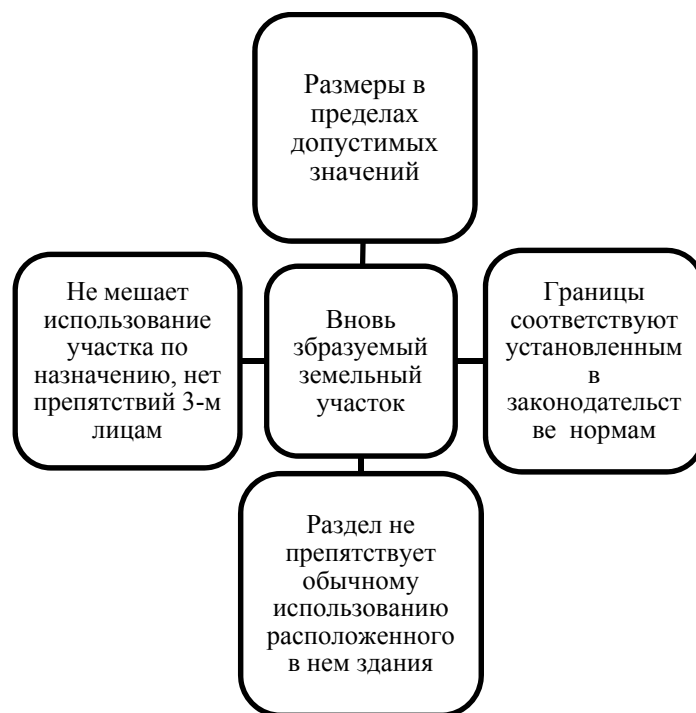 Размеры в
пределах
допустимых
значений
Не мешает
использование
участка по
назначению, нет
препятствий 3-м
лицам
Вновь
збразуемый
земельный
участок
Границы
соответствуют
установленным
в
законодательст
ве нормам
Раздел не
препятствует
обычному
использованию
расположенного
в нем здания